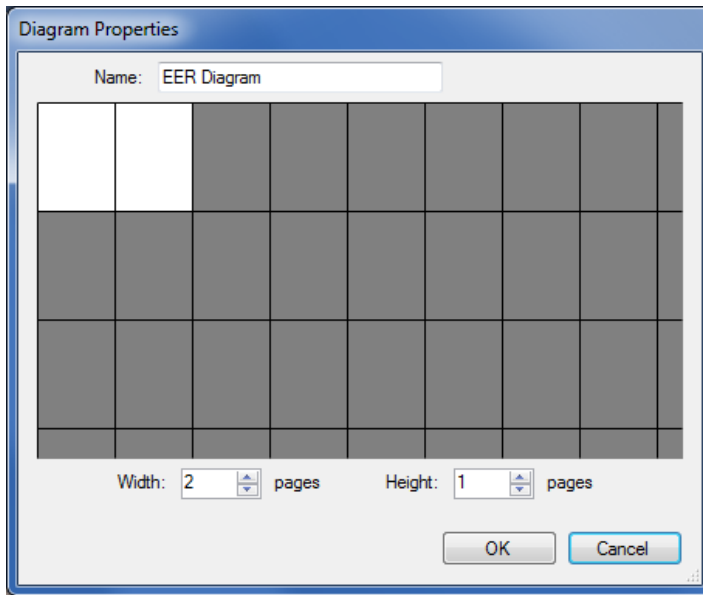 Diagram Properties
Name: EER Diagram
Width: 2 pages Height: 1 pages
OK Cancel